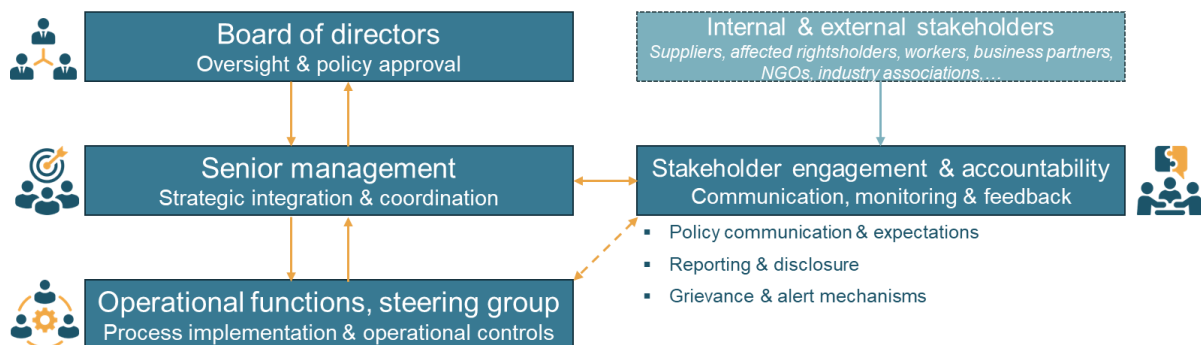 Board of directors
Oversight & policy approval
Internal & external stakeholders
Suppliers, affected rightsholders, workers, business partners,
NGOs, industry associations,…
Senior management
Strategic integration & coordination
Stakeholder engagement & accountability
Communication, monitoring & feedback
▪ Policy communication & expectations
▪ Reporting & disclosure
▪ Grievance & alert mechanisms
Operational functions, steering group
Process implementation & operational controls